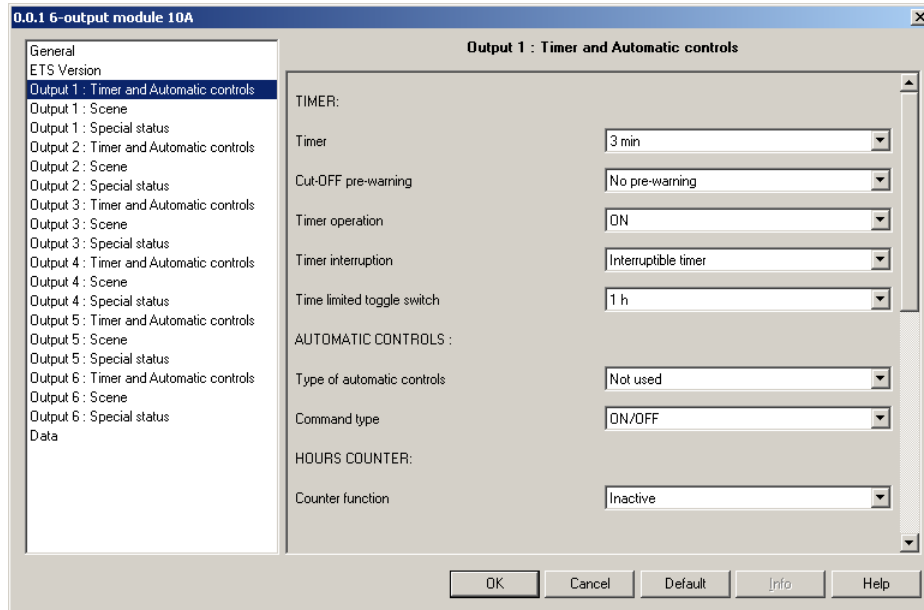 0.0.1 6-output module 10A
General
ETS Version
Output 1 : Timer and Automatic controls
Output 1 : Scene
Output 1 : Special status
Output 2 : Timer and Automatic controls
Output 2 : Scene
Output 2 : Special status
Output 3 : Timer and Automatic controls
Output 3 : Scene
Output 3 : Special status
Output 4 : Timer and Automatic controls
Output 4 : Scene
Output 4 : Special status
Output 5 : Timer and Automatic controls
Output 5 : Scene
Output 5 : Special status
Output 6 : Timer and Automatic controls
Output 6 : Scene
Output 6 : Special status
Data
Output 1 : Timer and Automatic controls
TIMER:
Timer 3 min
Cut-OFF pre-warning No pre-warning
Timer operation ON
Timer interruption Interruptible timer
Time limited toggle switch 1 h
AUTOMATIC CONTROLS :
Type of automatic controls Not used
Command type ON/OFF
HOURS COUNTER:
Counter function Inactive
OK Cancel Default Info Help